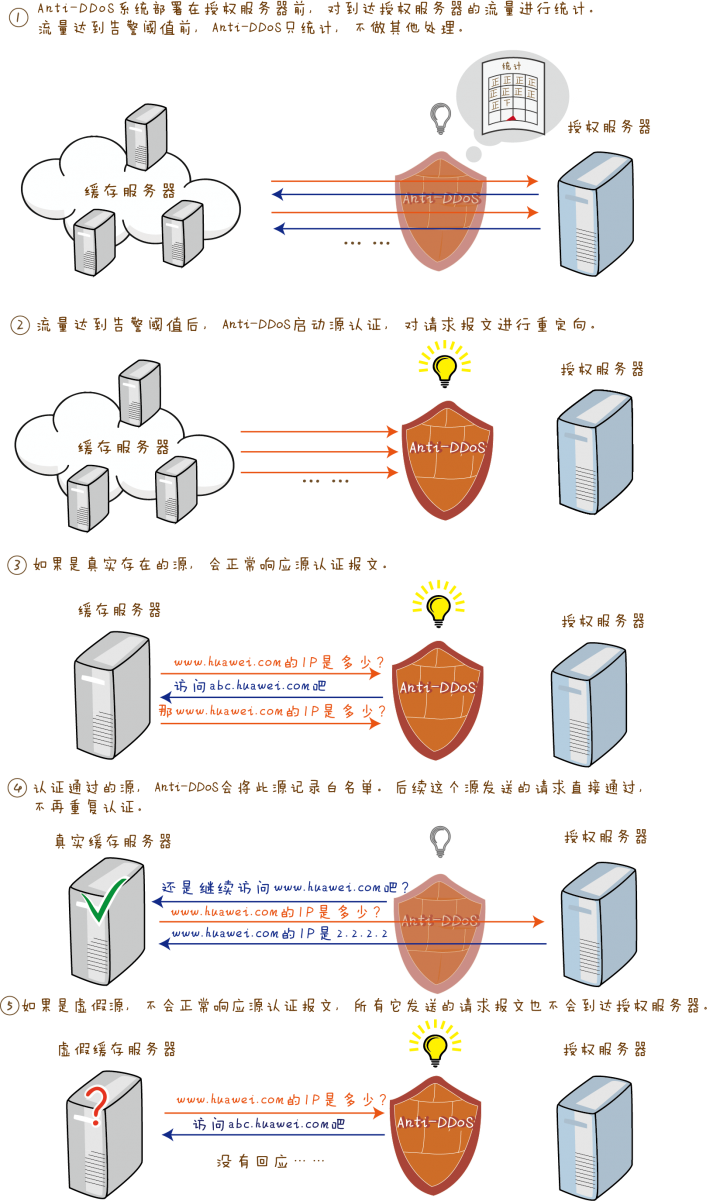 ① Anti-DDoS系统部署在授权服务器前，对到达授权服务器的流量进行统计。
流量达到告警阈值前，Anti-DDoS只统计，不做其他处理。
统计
正正正正
正正正正
正下
授权服务器
缓存服务器
Anti-DDoS
... ...
② 流量达到告警阈值后，Anti-DDoS启动源认证，对请求报文进行重定向。
授权服务器
缓存服务器
Anti-DDoS
... ...
③ 如果是真实存在的源，会正常响应源认证报文。
缓存服务器
授权服务器
www.huawei.com的IP是多少？
访问abc.huawei.com吧
Anti-DDoS
那www.huawei.com的IP是多少？
④ 认证通过的源，Anti-DDoS会将此源记录白名单。后续这个源发送的请求直接通过，
不再重复认证。
真实缓存服务器
授权服务器
还是继续访问www.huawei.com吧？
www.huawei.com的IP是多少？
Anti-DDoS
www.huawei.com的IP是2.2.2.2
⑤ 如果是虚假源，不会正常响应源认证报文，所有它发送的请求报文也不会到达授权服务器。
虚假缓存服务器
授权服务器
?
www.huawei.com的IP是多少？
访问abc.huawei.com吧
Anti-DDoS
没有回应……